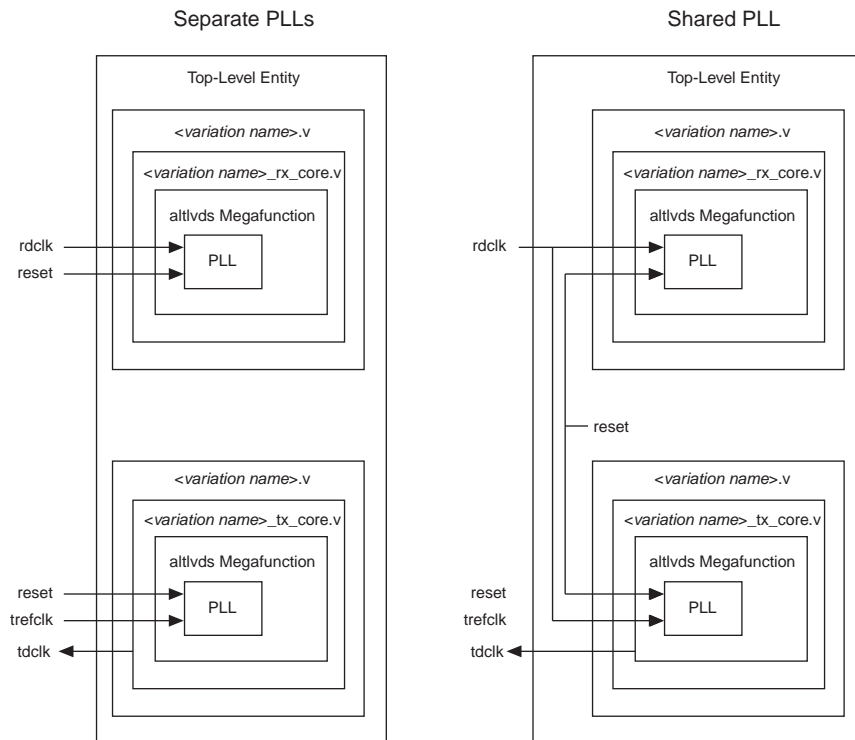 Separate PLLs
Top-Level Entity
<variation name>.v
<variation name>_rx_core.v
altlvds Megafunction
rdclk
PLL
reset
<variation name>.v
<variation name>_tx_core.v
altlvds Megafunction
reset
PLL
trefclk
tdclk
Shared PLL
Top-Level Entity
<variation name>.v
<variation name>_rx_core.v
altlvds Megafunction
rdclk
PLL
reset
<variation name>.v
<variation name>_tx_core.v
altlvds Megafunction
reset
PLL
trefclk
tdclk